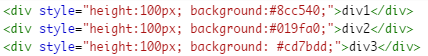 <div style="height:100px; background:#8cc540;">div1</div>
<div style="height:100px; background:#019fa0;">div2</div>
<div style="height:100px; background: #cd7bdd;">div3</div>